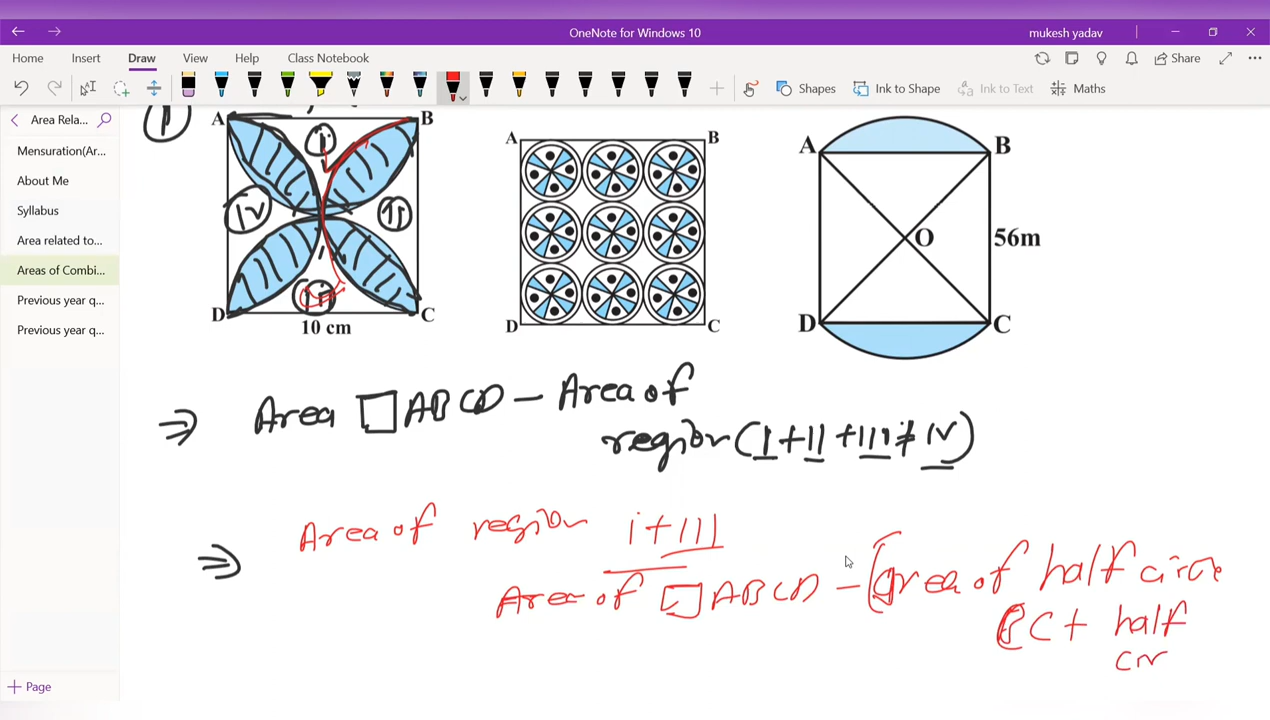 OneNote for Windows 10
mukesh yadav
Home Insert Draw View Help Class Notebook
Share
Shapes Ink to Shape Ink to Text Maths
Area Rela...
Mensuration(Ar...
About Me
Syllabus
Area related to...
Areas of Combi...
Previous year q...
Previous year q...
Page
A B
i
IV II
III
D C
10 cm
A B
D C
A B
O
56m
D C
⇒ Area □ ABCD - Area of
region (I + II + III + IV)
⇒ Area of region i + III
Area of □ ABCD - (area of half circle
BC + half
cir